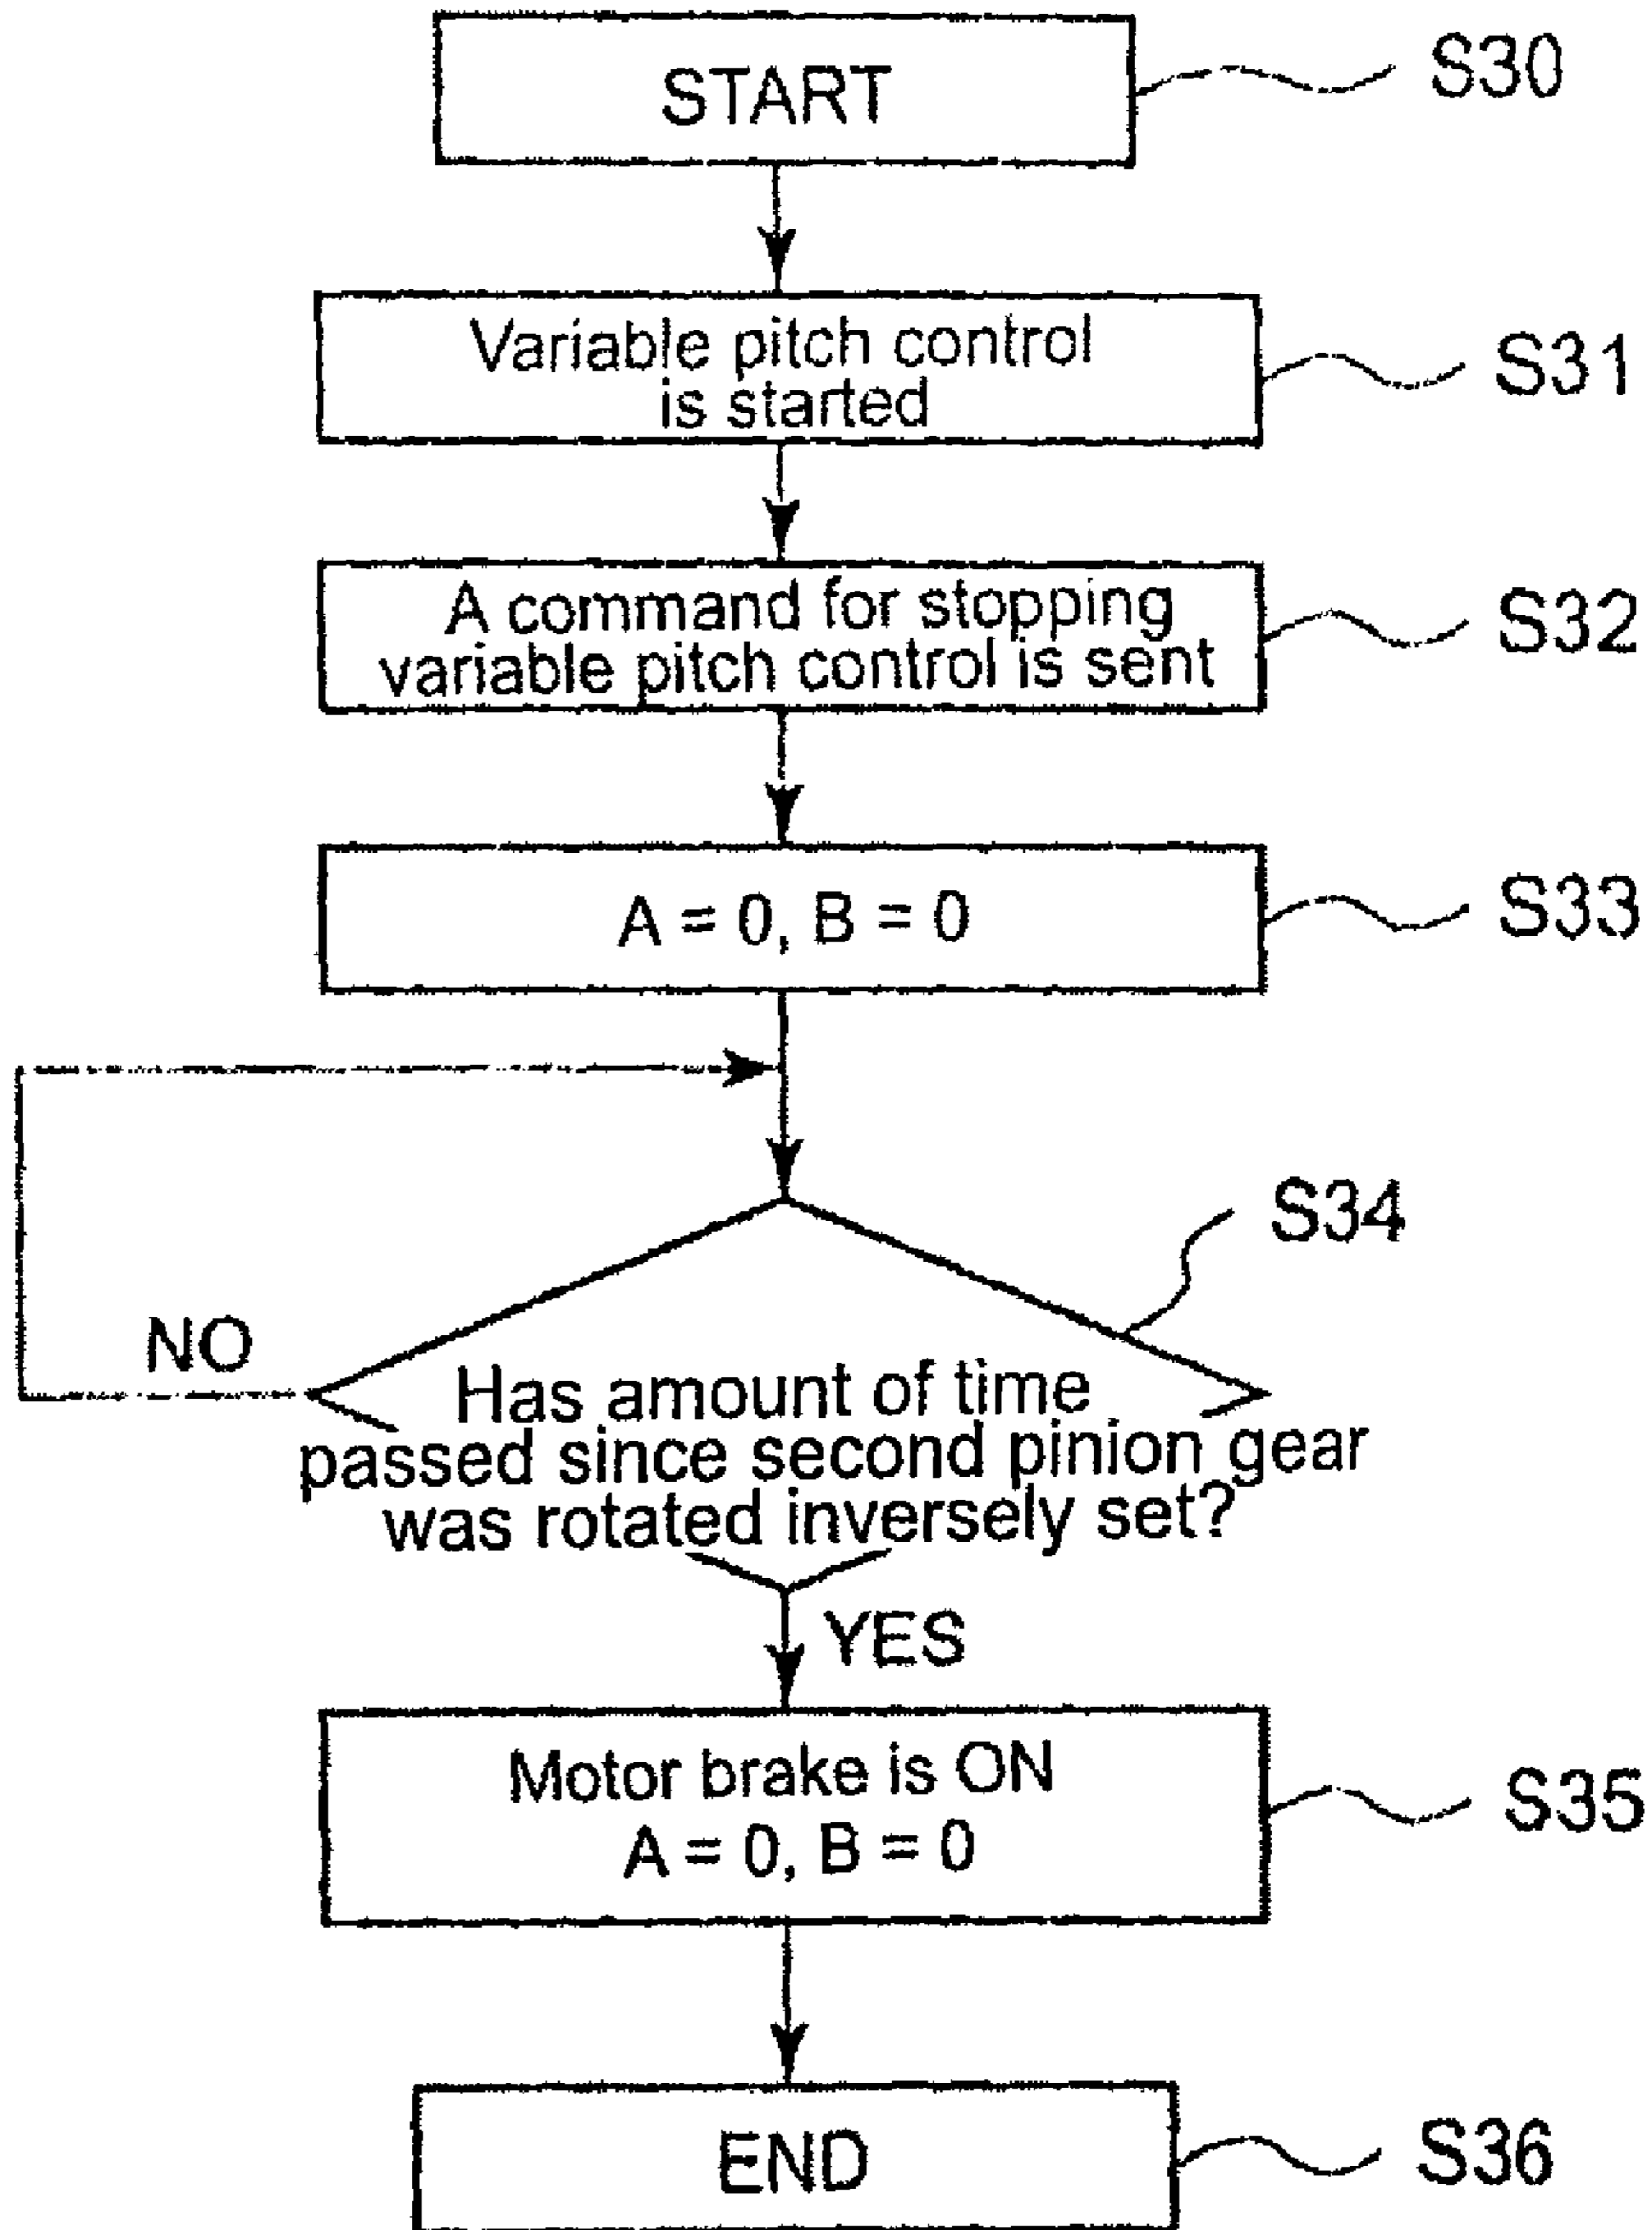 START
S30
Variable pitch control
is started
S31
A command for stopping
variable pitch control is sent
S32
A = 0, B = 0
S33
S34
NO
Has amount of time
passed since second pinion gear
was rotated inversely set?
YES
Motor brake is ON
A = 0, B = 0
S35
END
S36